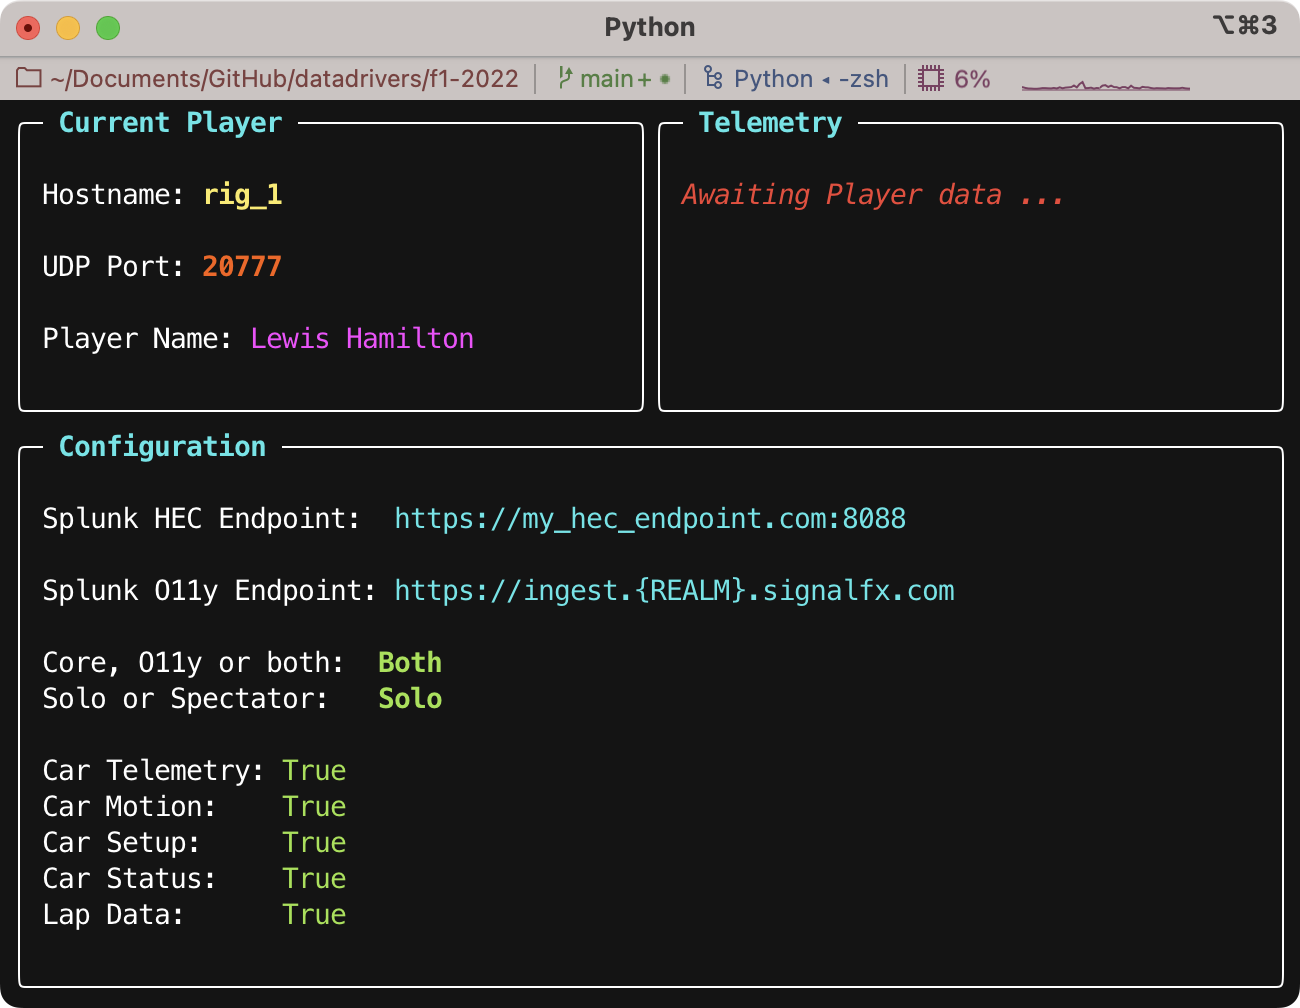 Python
⌥⌘3
~/Documents/GitHub/datadrivers/f1-2022
main+
Python ◂ -zsh
6%
Current Player
Hostname: rig_1
UDP Port: 20777
Player Name: Lewis Hamilton
Telemetry
Awaiting Player data ...
Configuration
Splunk HEC Endpoint: https://my_hec_endpoint.com:8088
Splunk O11y Endpoint: https://ingest.{REALM}.signalfx.com
Core, O11y or both: Both
Solo or Spectator: Solo
Car Telemetry: True
Car Motion: True
Car Setup: True
Car Status: True
Lap Data: True